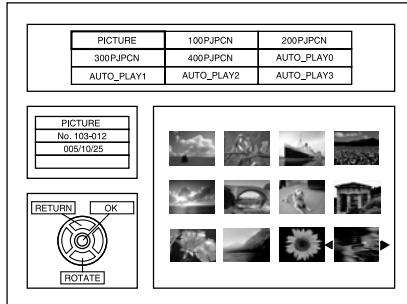 PICTURE 100PJPCN 200PJPCN
300PJPCN 400PJPCN AUTO_PLAY0
AUTO_PLAY1 AUTO_PLAY2 AUTO_PLAY3
PICTURE
No. 103-012
005/10/25
RETURN OK
ROTATE